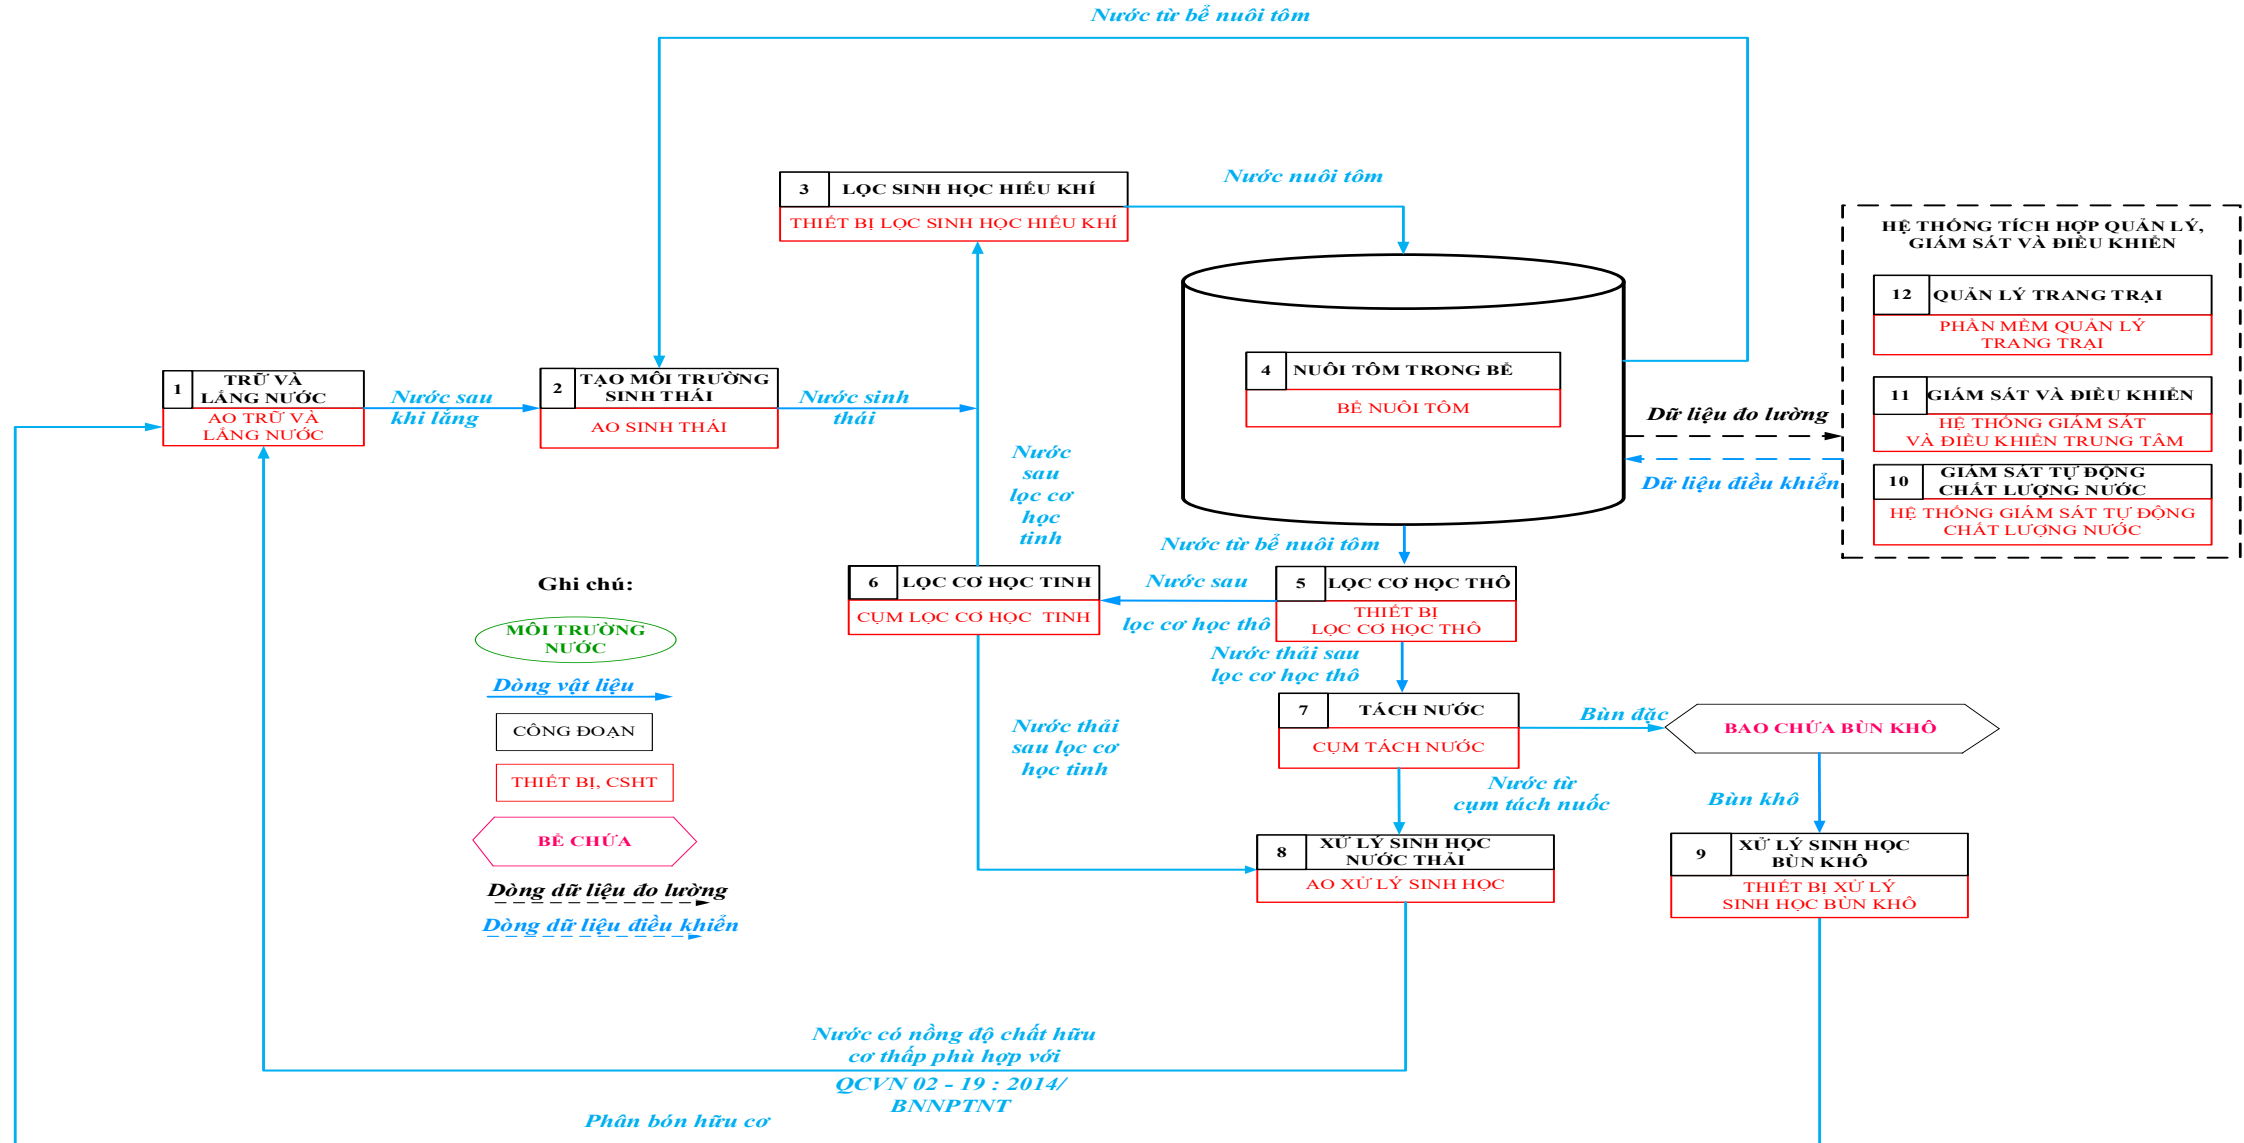 Nước từ bể nuôi tôm
3
LỌC SINH HỌC HIẾU KHÍ
THIẾT BỊ LỌC SINH HỌC HIẾU KHÍ
Nước nuôi tôm
HỆ THỐNG TÍCH HỢP QUẢN LÝ,
GIÁM SÁT VÀ ĐIỀU KHIỂN
12
QUẢN LÝ TRANG TRẠI
PHẦN MỀM QUẢN LÝ
TRANG TRẠI
11
GIÁM SÁT VÀ ĐIỀU KHIỂN
HỆ THỐNG GIÁM SÁT
VÀ ĐIỀU KHIỂN TRUNG TÂM
10
GIÁM SÁT TỰ ĐỘNG
CHẤT LƯỢNG NƯỚC
HỆ THỐNG GIÁM SÁT TỰ ĐỘNG
CHẤT LƯỢNG NƯỚC
1
TRỮ VÀ
LẮNG NƯỚC
AO TRỮ VÀ
LẮNG NƯỚC
Nước sau
khi lắng
2
TẠO MÔI TRƯỜNG
SINH THÁI
AO SINH THÁI
Nước sinh
thái
4
NUÔI TÔM TRONG BỂ
BỂ NUÔI TÔM
Dữ liệu đo lường
Dữ liệu điều khiển
Nước
sau
lọc cơ
học
tinh
Nước từ bể nuôi tôm
6
LỌC CƠ HỌC TINH
CỤM LỌC CƠ HỌC TINH
Nước sau
lọc cơ học thô
5
LỌC CƠ HỌC THÔ
THIẾT BỊ
LỌC CƠ HỌC THÔ
Nước thải sau
lọc cơ học thô
7
TÁCH NƯỚC
CỤM TÁCH NƯỚC
Bùn đặc
BAO CHỨA BÙN KHÔ
Nước thải
sau lọc cơ
học tinh
Nước từ
cụm tách nuốc
Bùn khô
8
XỬ LÝ SINH HỌC
NƯỚC THẢI
AO XỬ LÝ SINH HỌC
9
XỬ LÝ SINH HỌC
BÙN KHÔ
THIẾT BỊ XỬ LÝ
SINH HỌC BÙN KHÔ
Ghi chú:
MÔI TRƯỜNG
NƯỚC
Dòng vật liệu
CÔNG ĐOẠN
THIẾT BỊ, CSHT
BỂ CHỨA
Dòng dữ liệu đo lường
Dòng dữ liệu điều khiển
Nước có nồng độ chất hữu
cơ thấp phù hợp với
QCVN 02 - 19 : 2014/
BNNPTNT
Phân bón hữu cơ